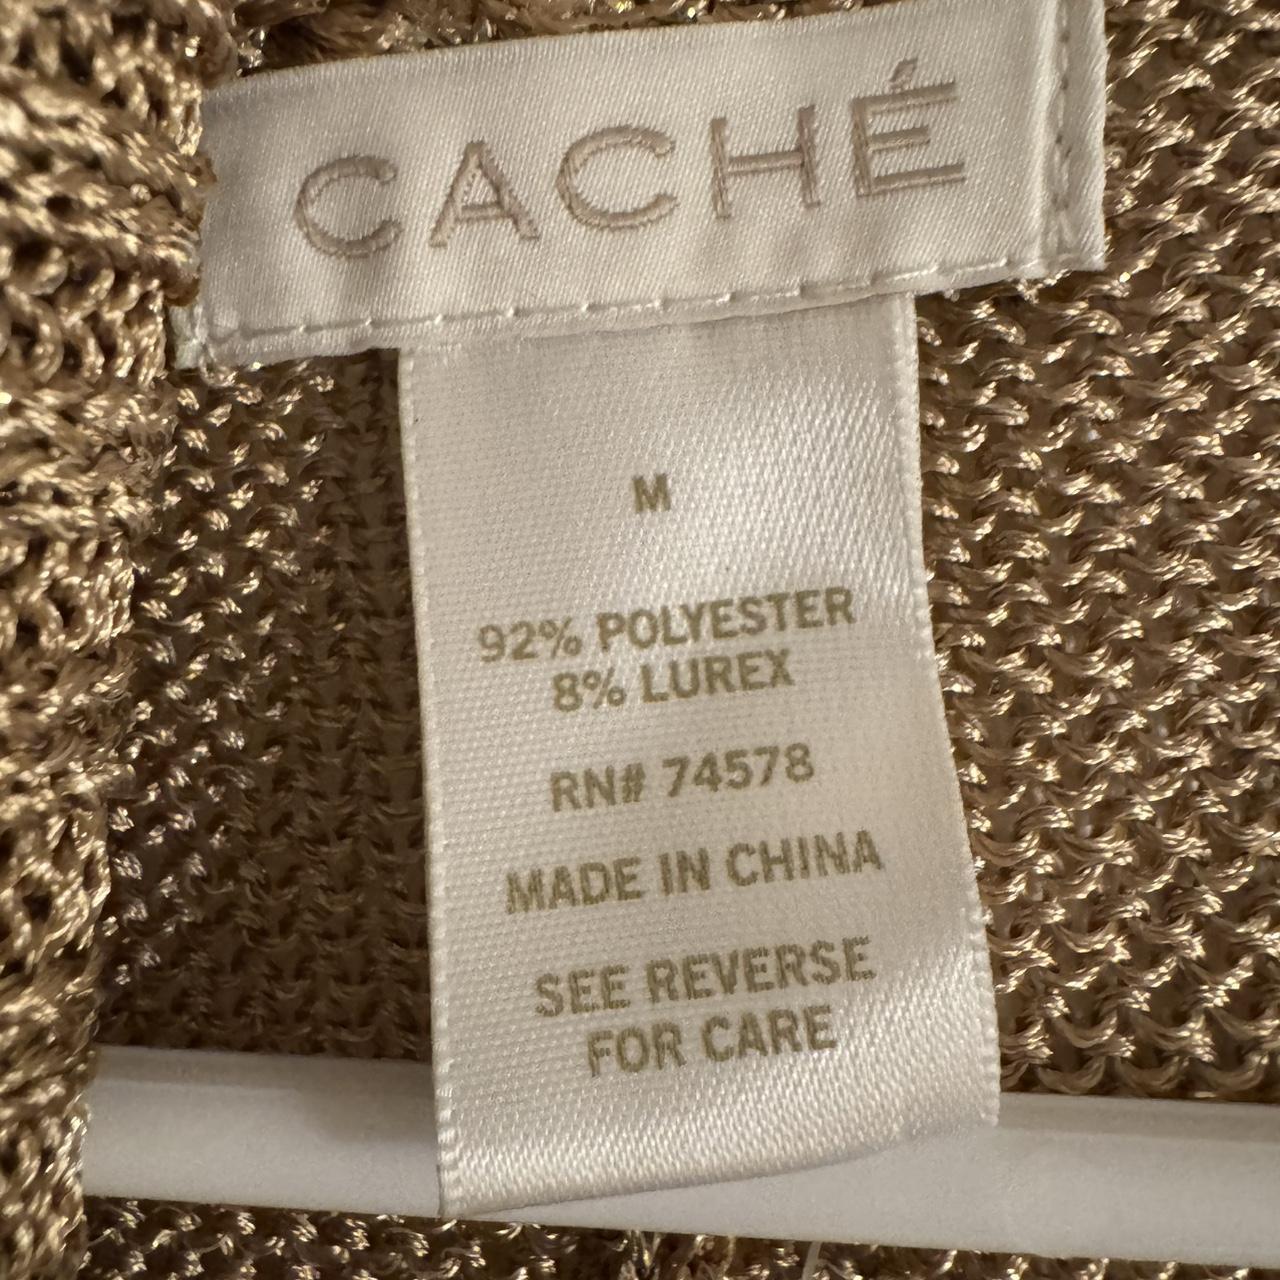 CACHÉ
M
92% POLYESTER
8% LUREX
RN# 74578
MADE IN CHINA
SEE REVERSE
FOR CARE